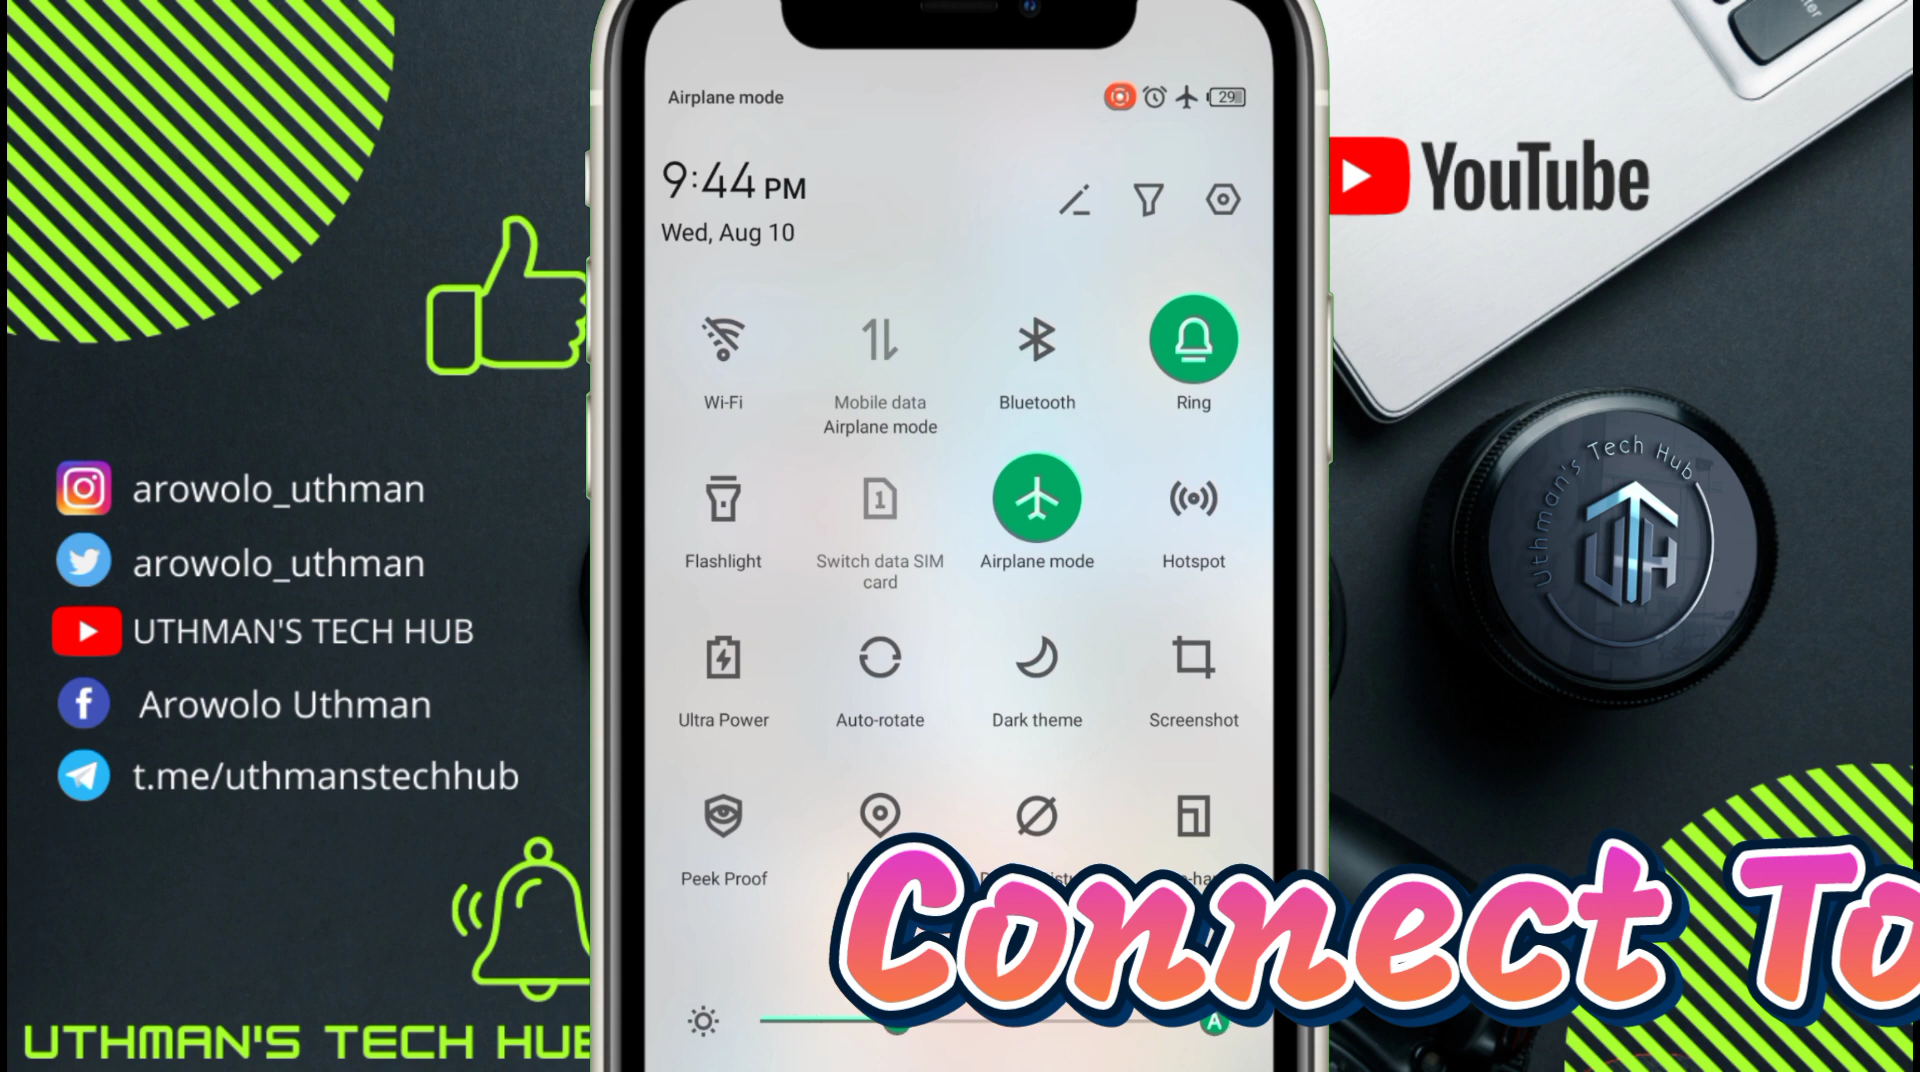 Airplane mode
29
9:44 PM
Wed, Aug 10
Wi-Fi
Mobile data
Airplane mode
Bluetooth
Ring
1
Flashlight
Switch data SIM
card
Airplane mode
Hotspot
Ultra Power
Auto-rotate
Dark theme
Screenshot
Peek Proof
A
Connect To
YouTube
Uthman's Tech Hub
UTH
arowolo_uthman
arowolo_uthman
UTHMAN'S TECH HUB
Arowolo Uthman
t.me/uthmanstechhub
UTHMAN'S TECH HUB